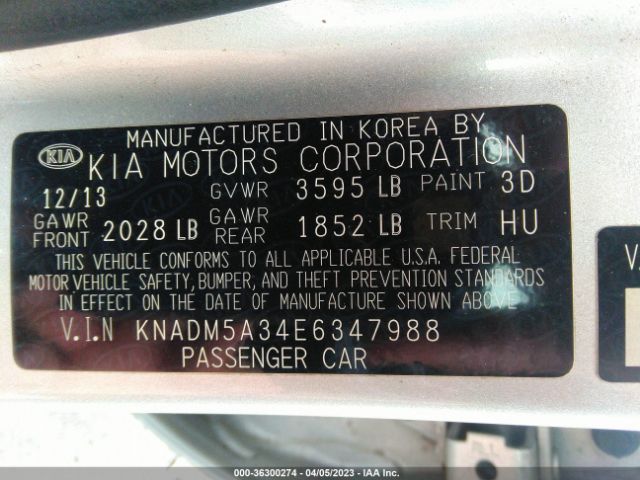 MANUFACTURED IN KOREA BY
KIA KIA MOTORS CORPORATION
12/13 GVWR 3595 LB PAINT 3D
GAWR FRONT 2028 LB GAWR REAR 1852 LB TRIM HU
THIS VEHICLE CONFORMS TO ALL APPLICABLE U.S.A. FEDERAL
MOTOR VEHICLE SAFETY, BUMPER, AND THEFT PREVENTION STANDARDS
IN EFFECT ON THE DATE OF MANUFACTURE SHOWN ABOVE
V.I.N KNADM5A34E6347988
PASSENGER CAR
000-36300274 - 04/05/2023 - IAA Inc.